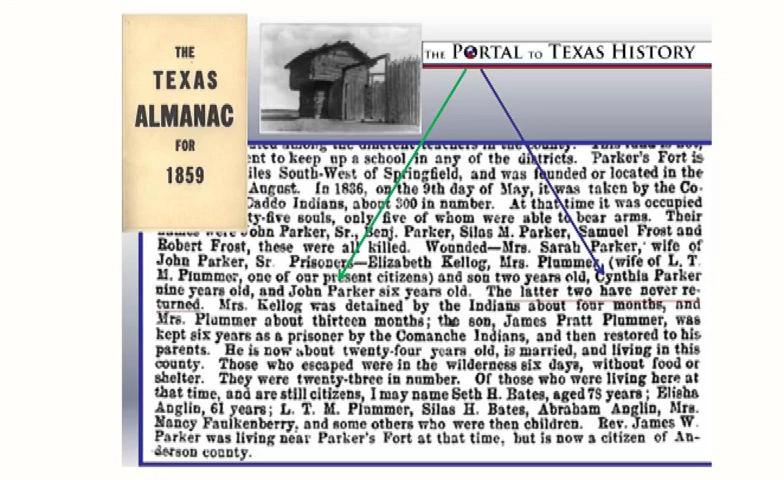 THE
TEXAS
ALMANAC
FOR
1859
THE PORTAL TO TEXAS HISTORY
among the different teachers in the county. This fund is not,
ent to keep up a school in any of the districts. Parker's Fort is
iles South-West of Springfield, and was founded or located in the
August. In 1836, on the 9th day of May, it was taken by the Co-
Caddo Indians, about 300 in number. At that time it was occupied
ty-five souls, only five of whom were able to bear arms. Their
names were John Parker, Sr., Benj. Parker, Silas M. Parker, Samuel Frost and
Robert Frost, these were all killed. Wounded—Mrs. Sarah Parker, wife of
John Parker, Sr. Prisoners—Elizabeth Kellog, Mrs. Plummer, (wife of L. T.
M. Plummer, one of our present citizens) and son two years old, Cynthia Parker
nine years old, and John Parker six years old. The latter two have never re-
turned. Mrs. Kellog was detained by the Indians about four months, and
Mrs. Plummer about thirteen months; the son, James Pratt Plummer, was
kept six years as a prisoner by the Comanche Indians, and then restored to his
parents. He is now about twenty-four years old, is married, and living in this
county. Those who escaped were in the wilderness six days, without food or
shelter. They were twenty-three in number. Of those who were living here at
that time, and are still citizens, I may name Seth H. Bates, aged 78 years; Elisha
Anglin, 61 years; L. T. M. Plummer, Silas H. Bates, Abraham Anglin, Mrs.
Nancy Faulkenberry, and some others who were then children. Rev. James W.
Parker was living near Parker's Fort at that time, but is now a citizen of An-
derson county.